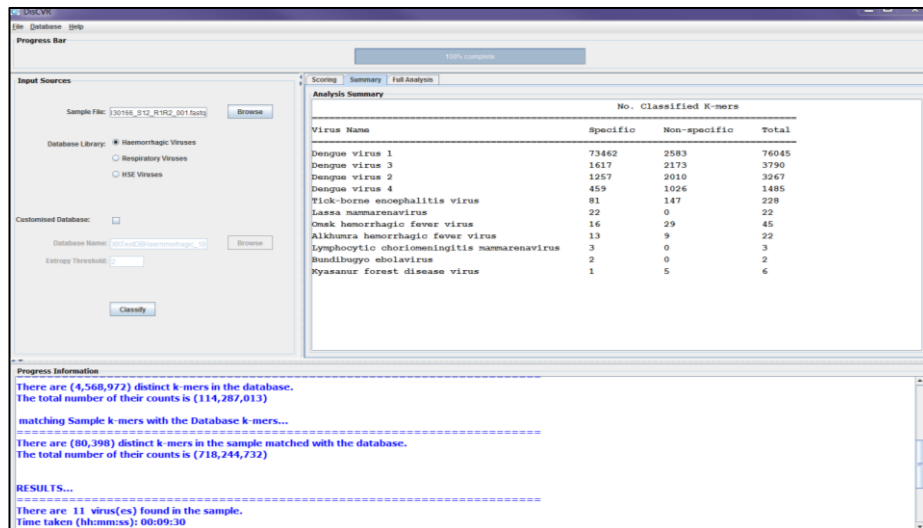 DisCVR
File Database Help
Progress Bar
100% complete
Input Sources
Sample File: I30166_S12_R1R2_001.fastq Browse
Database Library: Haemorrhagic Viruses
Respiratory Viruses
HSE Viruses
Customised Database:
Database Name: Browse
Entropy Threshold: 2
Classify
Scoring Summary Full Analysis
Analysis Summary
No. Classified K-mers
==========
Virus Name Specific Non-specific Total
==========
Dengue virus 1 73462 2583 76045
Dengue virus 3 1617 2173 3790
Dengue virus 2 1257 2010 3267
Dengue virus 4 459 1026 1485
Tick-borne encephalitis virus 81 147 228
Lassa mammarenavirus 22 0 22
Omsk hemorrhagic fever virus 16 29 45
Alkhumra hemorrhagic fever virus 13 9 22
Lymphocytic choriomeningitis mammarenavirus 3 0 3
Bundibugyo ebolavirus 2 0 2
Kyasanur forest disease virus 1 5 6
Progress Information
==========
There are (4,568,972) distinct k-mers in the database.
The total number of their counts is (114,287,013)
matching Sample k-mers with the Database k-mers...
==========
There are (80,398) distinct k-mers in the sample matched with the database.
The total number of their counts is (718,244,732)
RESULTS...
==========
There are 11 virus(es) found in the sample.
Time taken (hh:mm:ss): 00:09:30